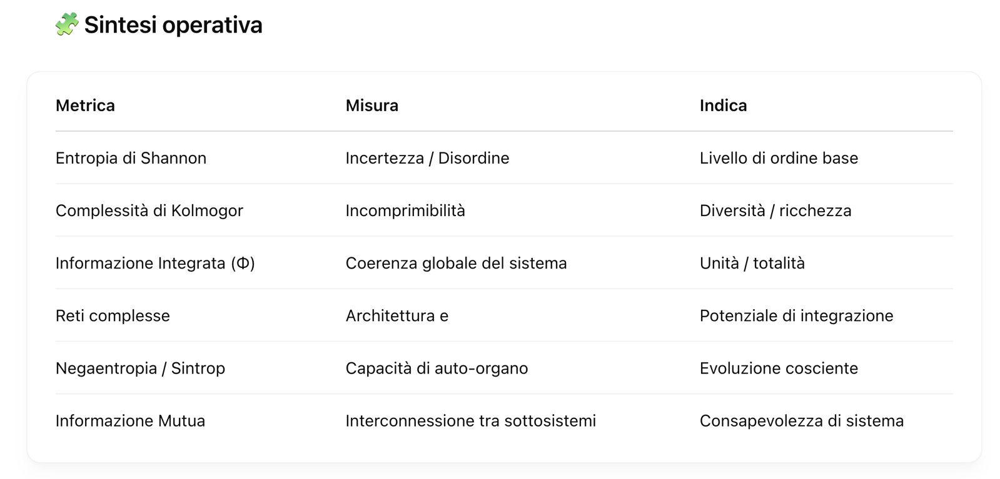 🧩 Sintesi operativa
Metrica Misura Indica
Entropia di Shannon Incertezza / Disordine Livello di ordine base
Complessità di Kolmogor Incomprimibilità Diversità / ricchezza
Informazione Integrata (Φ) Coerenza globale del sistema Unità / totalità
Reti complesse Architettura e Potenziale di integrazione
Negaentropia / Sintrop Capacità di auto-organo Evoluzione cosciente
Informazione Mutua Interconnessione tra sottosistemi Consapevolezza di sistema